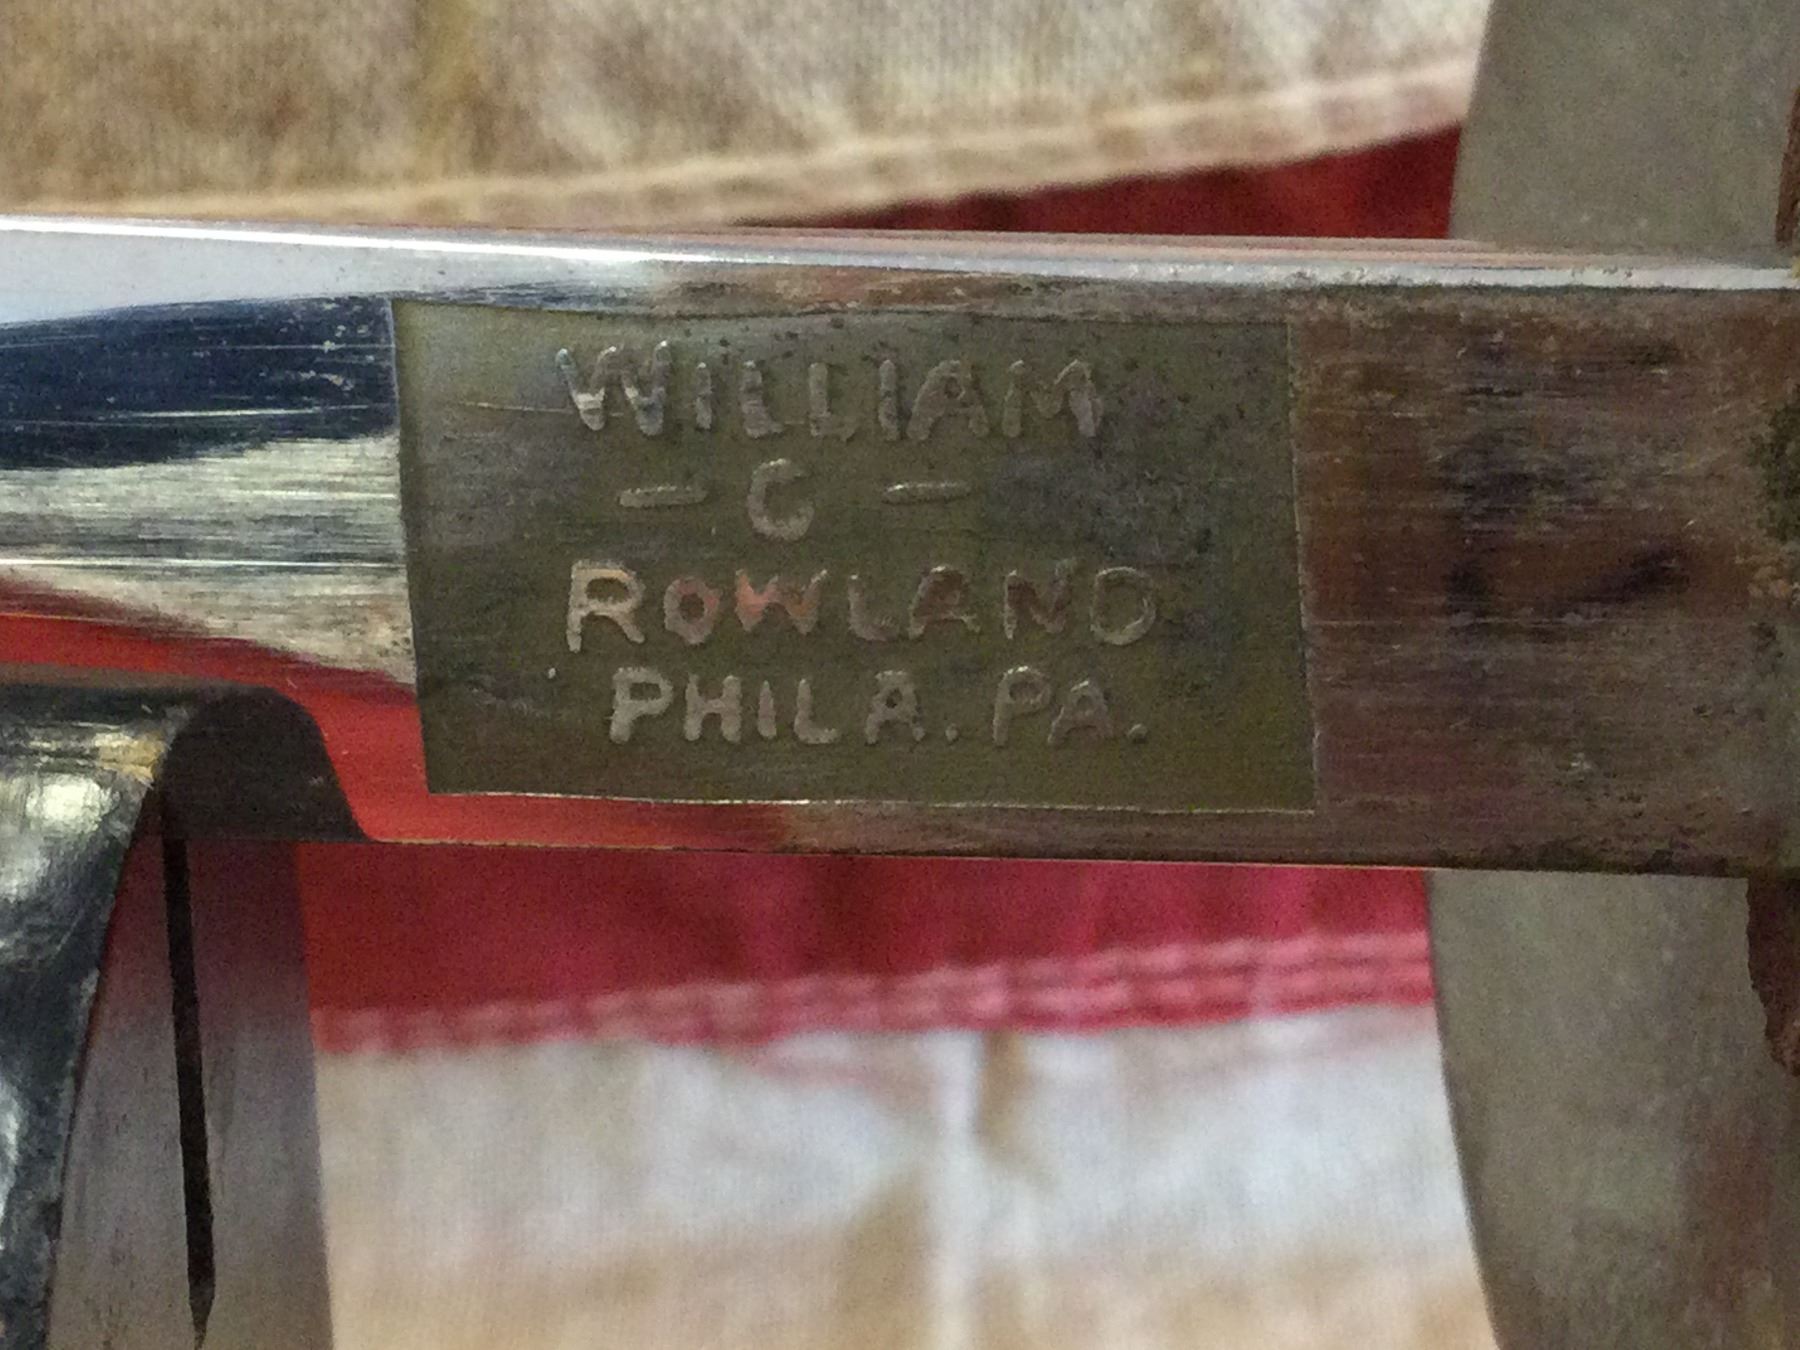 WILLIAM
- C -
ROWLAND
PHILA. PA.